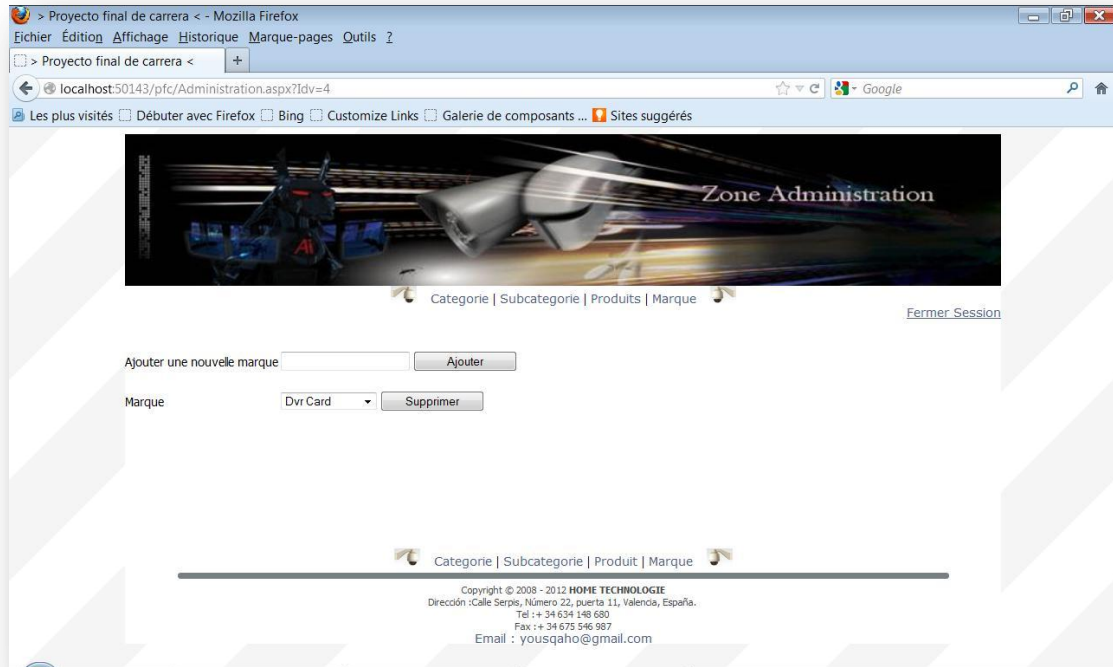 > Proyecto final de carrera < - Mozilla Firefox
Fichier Édition Affichage Historique Marque-pages Outils ?
> Proyecto final de carrera < +
localhost:50143/pfc/Administration.aspx?Idv=4 Google
Les plus visités Débuter avec Firefox Bing Customize Links Galerie de composants ... Sites suggérés
Zone Administration
Ai
Categorie | Subcategorie | Produits | Marque
Fermer Session
Ajouter une nouvelle marque Ajouter
Marque Dvr Card Supprimer
Categorie | Subcategorie | Produit | Marque
Copyright © 2008 - 2012 HOME TECHNOLOGIE
Dirección :Calle Serpis, Número 22, puerta 11, Valencia, España.
Tel :+ 34 634 148 680
Fax :+ 34 675 546 987
Email : yousqaho@gmail.com